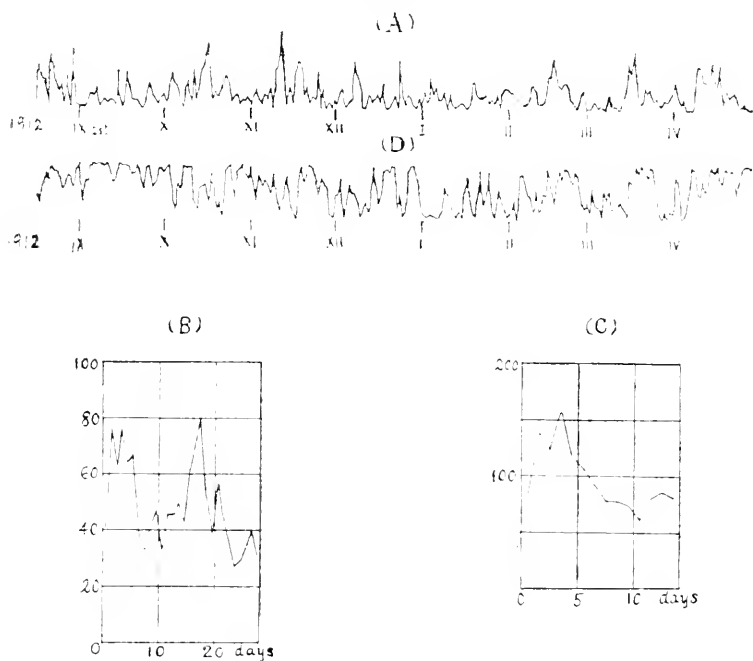 (A)
1912 IX 1st X XI XII I II III IV
(D)
1912 IX X XI XII I II III IV
(B)
100
80
60
40
20
0
10 20 days
(C)
200
100
0 5 10 days